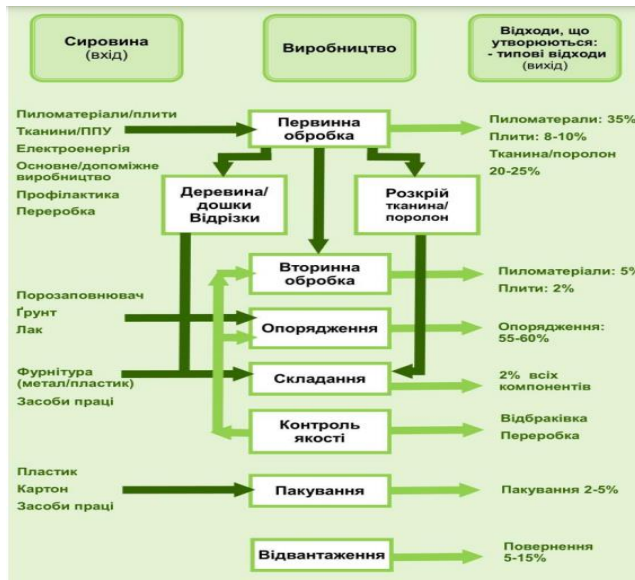 Сировина
(вхід)
Виробництво
Відходи, що
утворюються:
- типові відходи
(вихід)
Пиломатеріали/плити
Тканини/ППУ
Електроенергія
Основне/допоміжне
виробництво
Профілактика
Переробка
Первинна
обробка
Пиломатерали: 35%
Плити: 8-10%
Тканина/поролон
20-25%
Деревина/
дошки
Відрізки
Розкрій
тканина/
поролон
Вторинна
обробка
Пиломатеріали: 5%
Плити: 2%
Порозаповнювач
Ґрунт
Лак
Опорядження
Опорядження:
55-60%
Фурнітура
(метал/пластик)
Засоби праці
Складання
2% всіх
компонентів
Контроль
якості
Відбраківка
Переробка
Пластик
Картон
Засоби праці
Пакування
Пакування 2-5%
Відвантаження
Повернення
5-15%